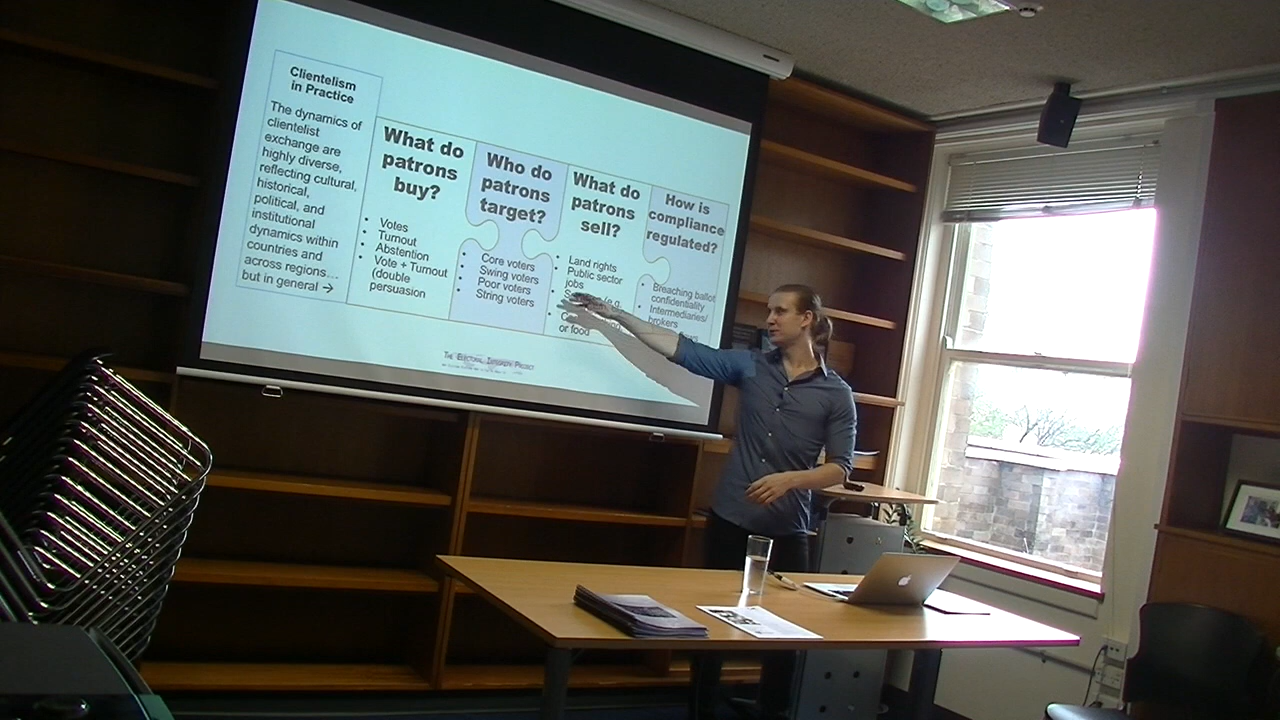 Clientelism
in Practice
The dynamics of
clientelist
exchange are
highly diverse,
reflecting cultural,
historical,
political, and
institutional
dynamics within
countries and
across regions…
but in general →
What do
patrons
buy?
• Votes
• Turnout
• Abstention
• Vote + Turnout
(double
persuasion
Who do
patrons
target?
• Core voters
• Swing voters
• Poor voters
• String voters
What do
patrons
sell?
• Land rights
• Public sector
jobs
or food
How is
compliance
regulated?
• Breaching ballot
confidentiality
• Intermediaries/
brokers
THE ELECTORAL INTEGRITY PROJECT